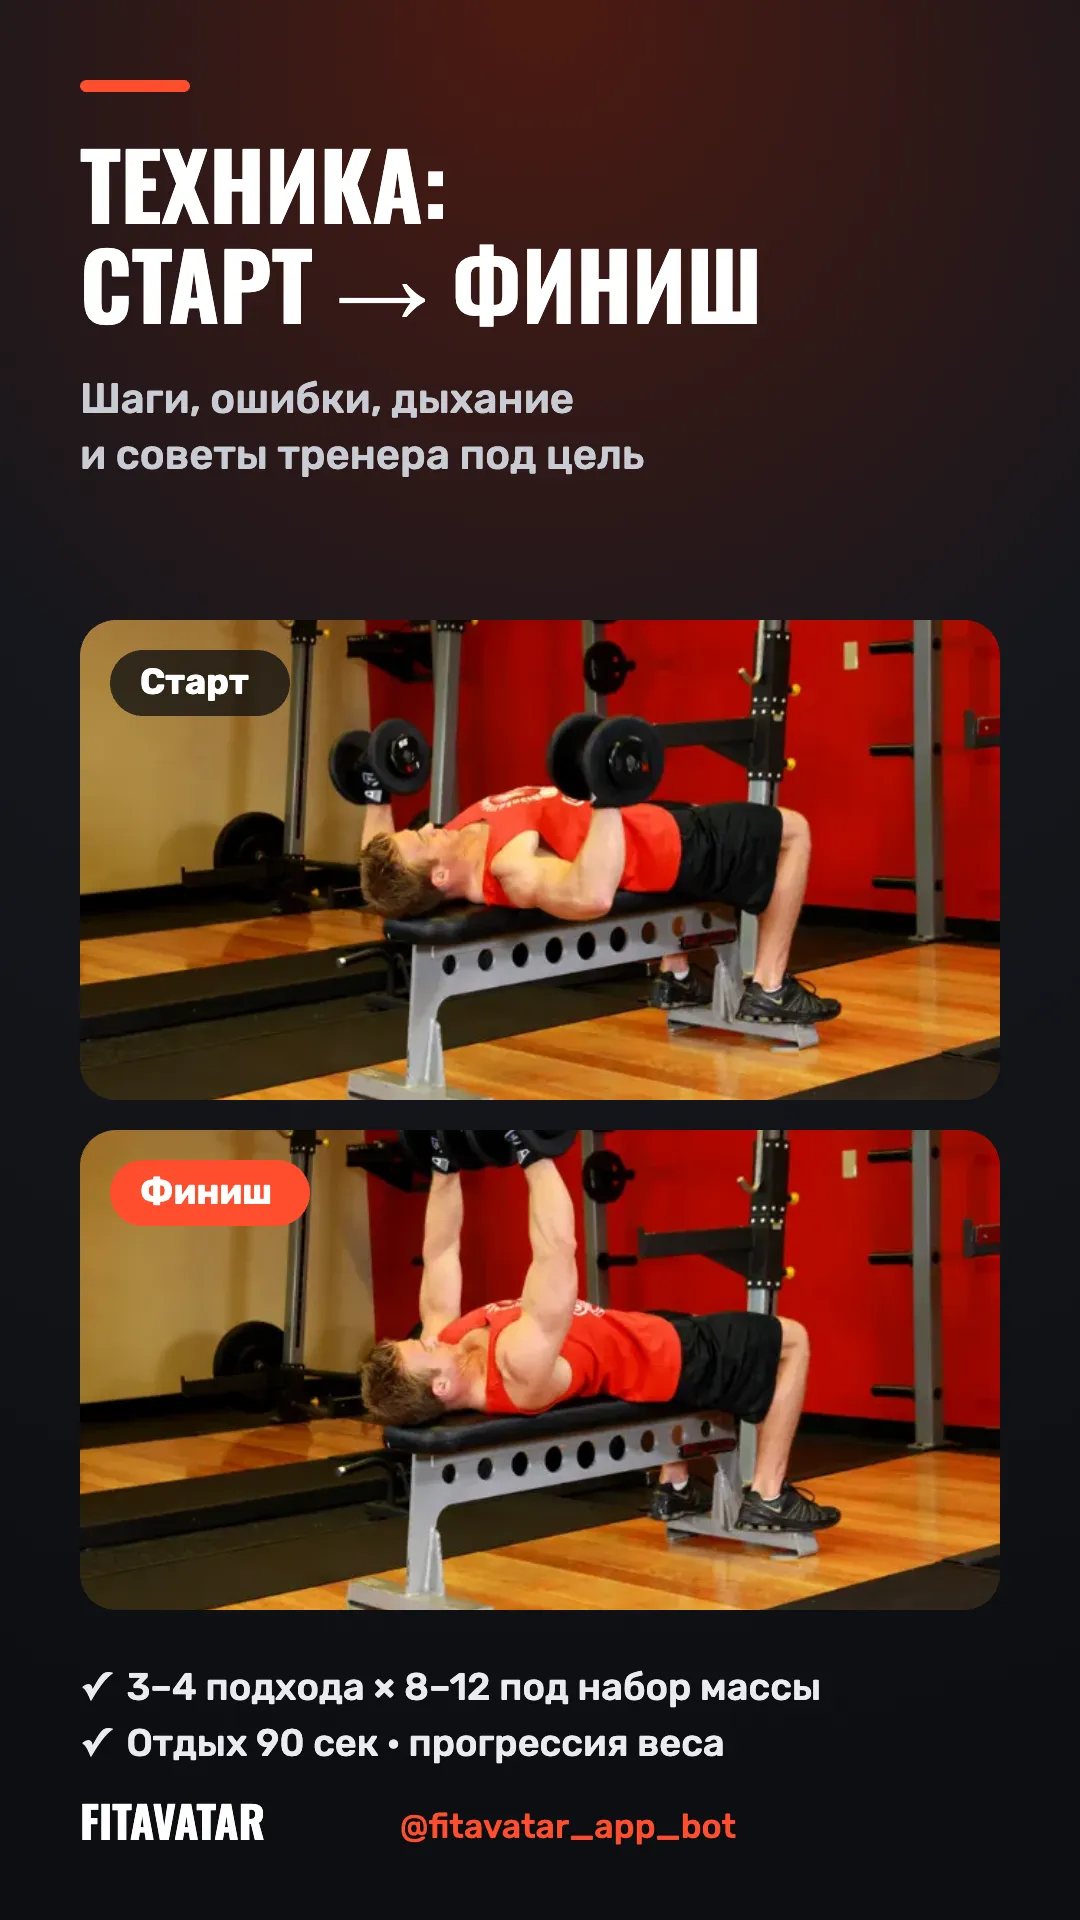 ТЕХНИКА:
СТАРТ → ФИНИШ
Шаги, ошибки, дыхание
и советы тренера под цель
Старт
Финиш
✓ 3–4 подхода × 8–12 под набор массы
✓ Отдых 90 сек • прогрессия веса
FITAVATAR
@fitavatar_app_bot